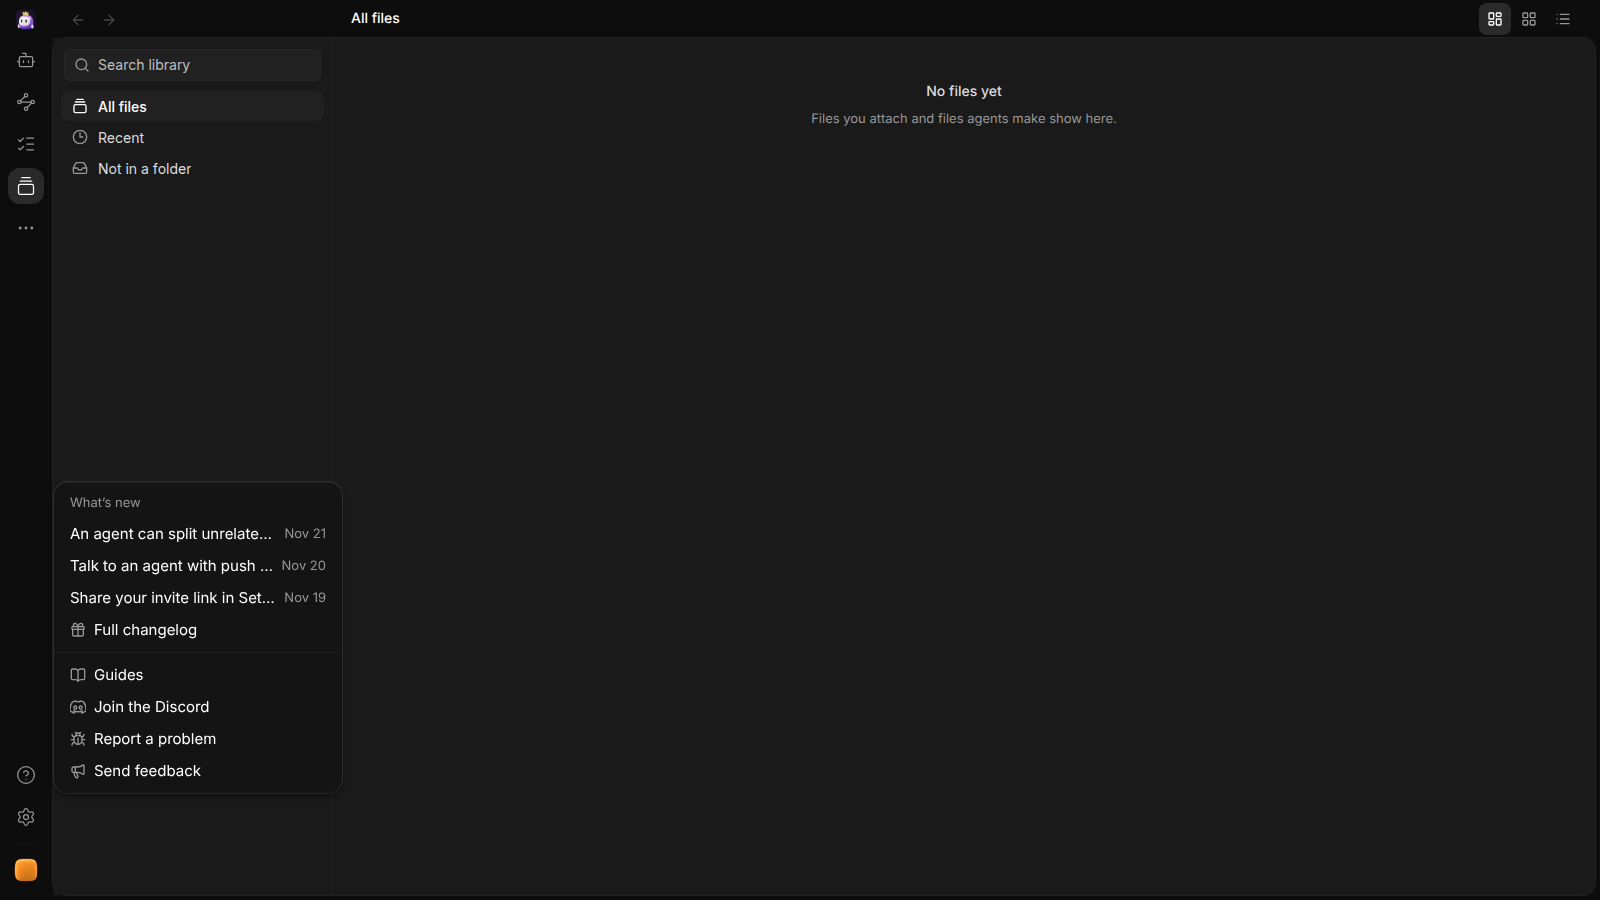 All files
Search library
All files
Recent
Not in a folder
No files yet
Files you attach and files agents make show here.
What's new
An agent can split unrelate... Nov 21
Talk to an agent with push ... Nov 20
Share your invite link in Set... Nov 19
Full changelog
Guides
Join the Discord
Report a problem
Send feedback